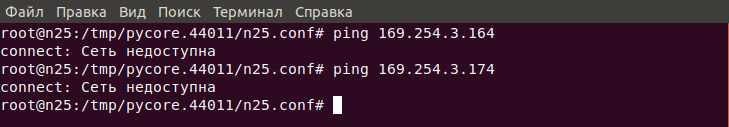 Файл Правка Вид Поиск Терминал Справка
root@n25:/tmp/pycore.44011/n25.conf# ping 169.254.3.164
connect: Сеть недоступна
root@n25:/tmp/pycore.44011/n25.conf# ping 169.254.3.174
connect: Сеть недоступна
root@n25:/tmp/pycore.44011/n25.conf#